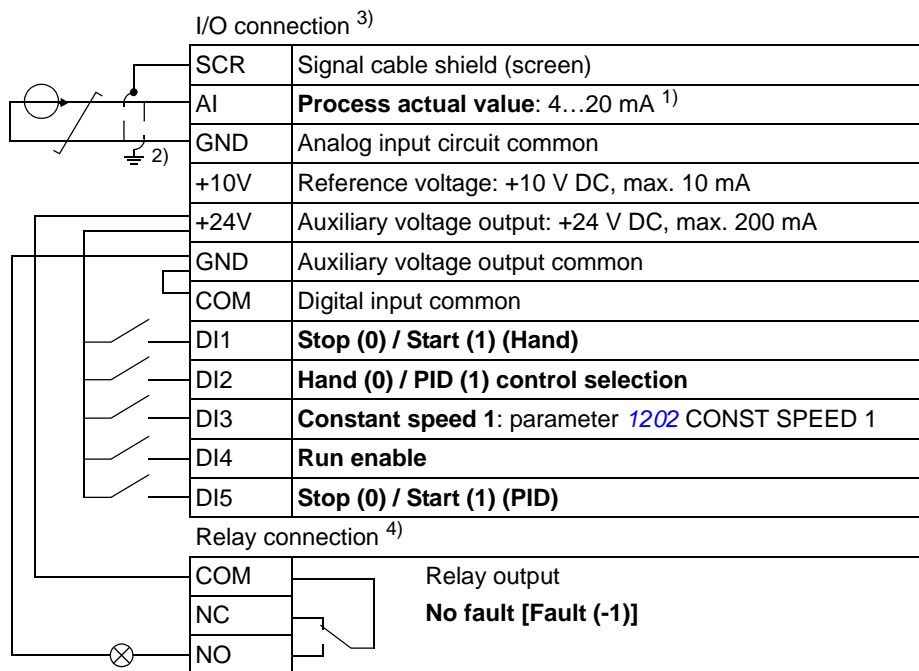 I/O connection 3)
SCR Signal cable shield (screen)
AI Process actual value: 4…20 mA 1)
GND Analog input circuit common
2)
+10V Reference voltage: +10 V DC, max. 10 mA
+24V Auxiliary voltage output: +24 V DC, max. 200 mA
GND Auxiliary voltage output common
COM Digital input common
DI1 Stop (0) / Start (1) (Hand)
DI2 Hand (0) / PID (1) control selection
DI3 Constant speed 1: parameter 1202 CONST SPEED 1
DI4 Run enable
DI5 Stop (0) / Start (1) (PID)
Relay connection 4)
COM Relay output
NC No fault [Fault (-1)]
NO